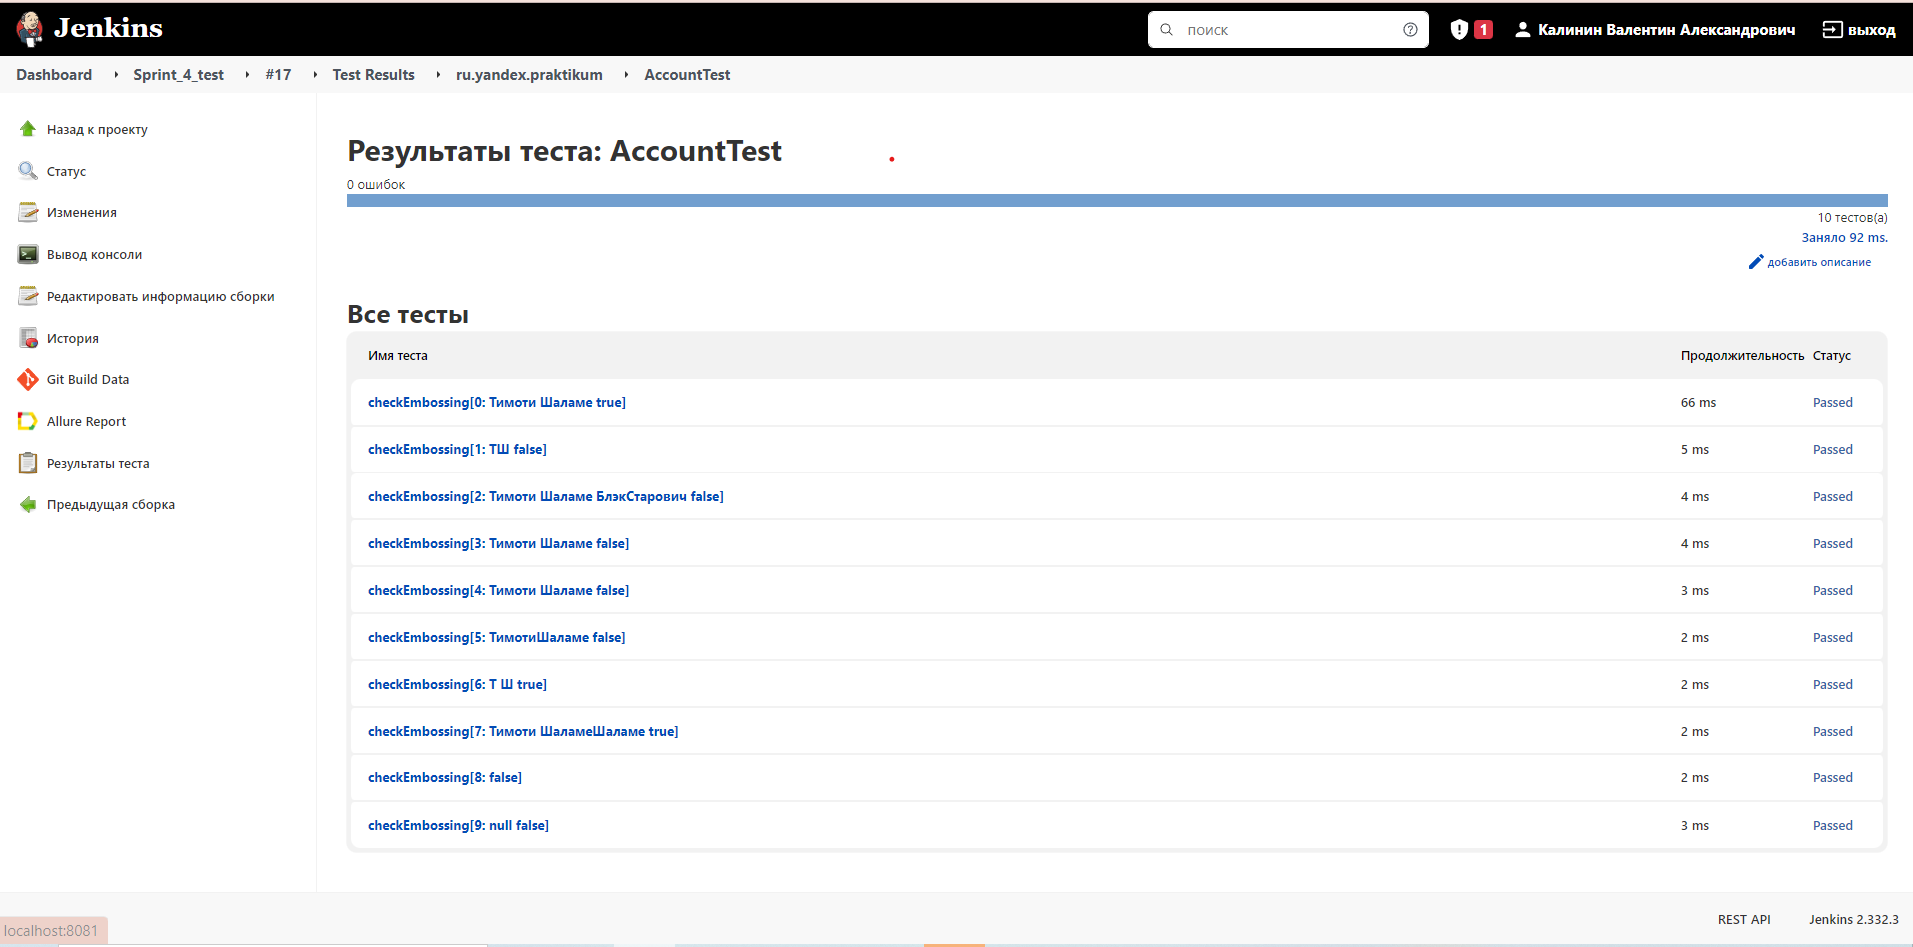 Jenkins
поиск
1
Калинин Валентин Александрович
выход
Dashboard
Sprint_4_test
#17
Test Results
ru.yandex.praktikum
AccountTest
Назад к проекту
Статус
Изменения
Вывод консоли
Редактировать информацию сборки
История
Git Build Data
Allure Report
Результаты теста
Предыдущая сборка
Результаты теста: AccountTest
0 ошибок
10 тестов(а)
Заняло 92 ms.
добавить описание
Все тесты
Имя теста Продолжительность Статус
checkEmbossing[0: Тимоти Шаламе true] 66 ms Passed
checkEmbossing[1: ТШ false] 5 ms Passed
checkEmbossing[2: Тимоти Шаламе БлэкСтарович false] 4 ms Passed
checkEmbossing[3: Тимоти Шаламе false] 4 ms Passed
checkEmbossing[4: Тимоти Шаламе false] 3 ms Passed
checkEmbossing[5: ТимотиШаламе false] 2 ms Passed
checkEmbossing[6: Т Ш true] 2 ms Passed
checkEmbossing[7: Тимоти ШаламеШаламе true] 2 ms Passed
checkEmbossing[8: false] 2 ms Passed
checkEmbossing[9: null false] 3 ms Passed
REST API
Jenkins 2.332.3
localhost:8081